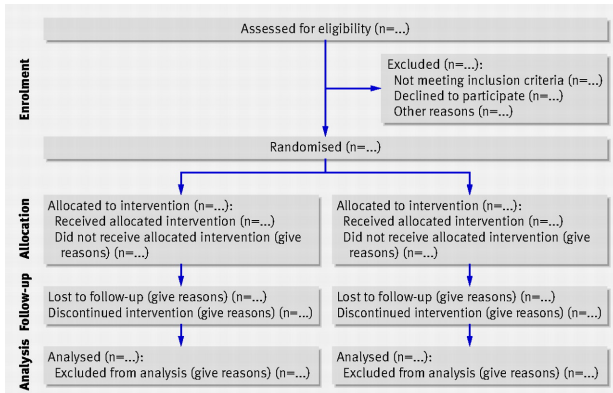 Assessed for eligibility (n=...)
Enrolment
Excluded (n=...):
Not meeting inclusion criteria (n=...)
Declined to participate (n=...)
Other reasons (n=...)
Randomised (n=...)
Allocation
Allocated to intervention (n=...):
Received allocated intervention (n=...)
Did not receive allocated intervention (give
reasons) (n=...)
Allocated to intervention (n=...):
Received allocated intervention (n=...)
Did not receive allocated intervention (give
reasons) (n=...)
Follow-up
Lost to follow-up (give reasons) (n=...)
Discontinued intervention (give reasons) (n=...)
Lost to follow-up (give reasons) (n=...)
Discontinued intervention (give reasons) (n=...)
Analysis
Analysed (n=...):
Excluded from analysis (give reasons) (n=...)
Analysed (n=...):
Excluded from analysis (give reasons) (n=...)